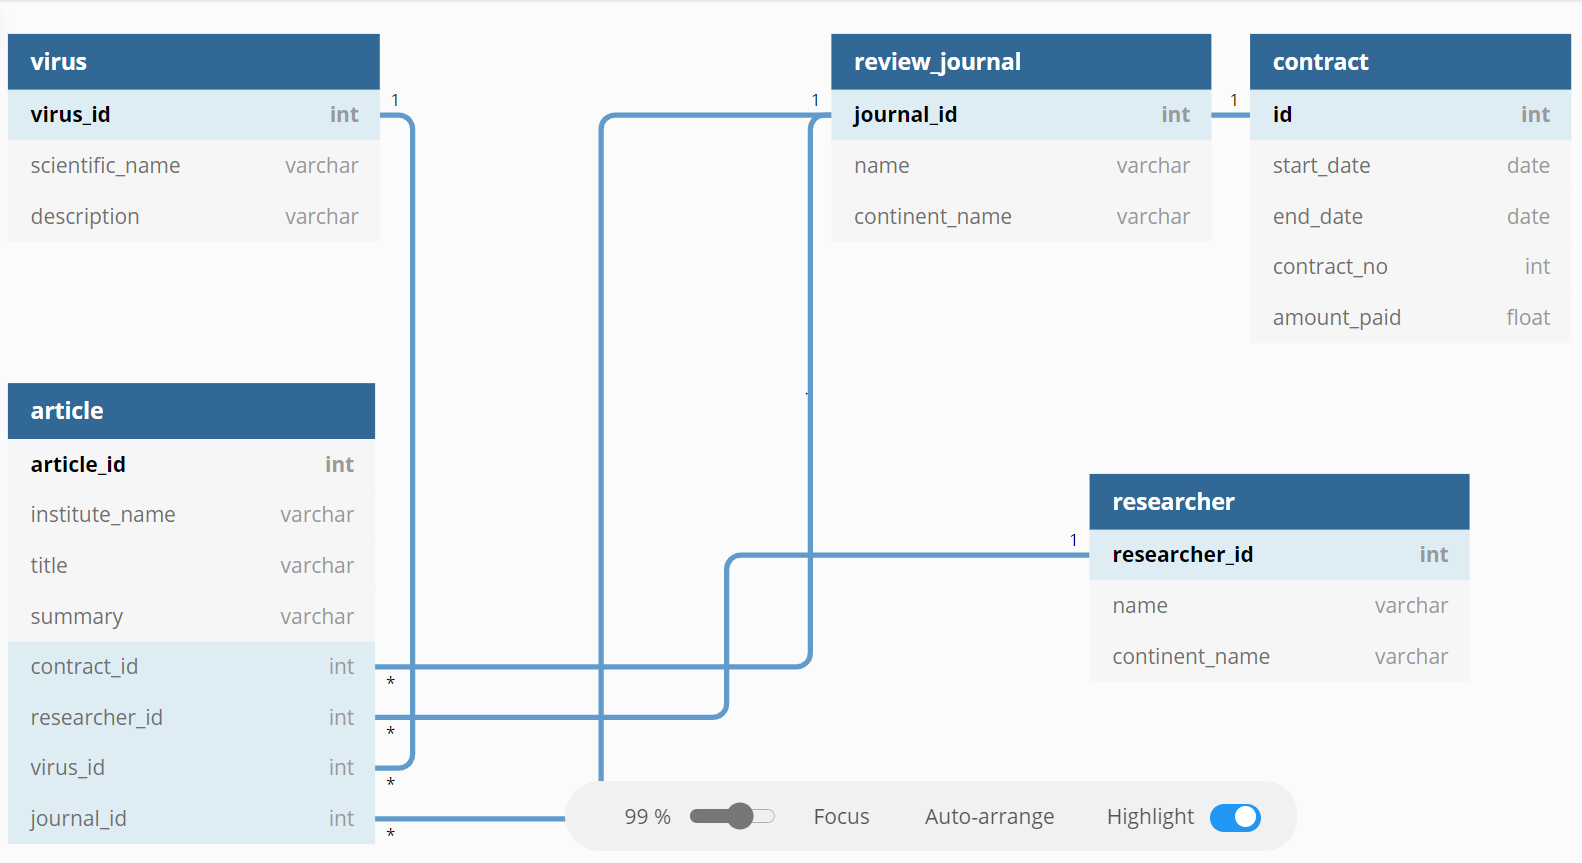 virus
virus_id int
scientific_name varchar
description varchar
1
review_journal
1
journal_id int
name varchar
continent_name varchar
contract
1
id int
start_date date
end_date date
contract_no int
amount_paid float
article
article_id int
institute_name varchar
title varchar
summary varchar
contract_id int
*
researcher_id int
*
virus_id int
*
journal_id int
*
researcher
1
researcher_id int
name varchar
continent_name varchar
99 % Focus Auto-arrange Highlight